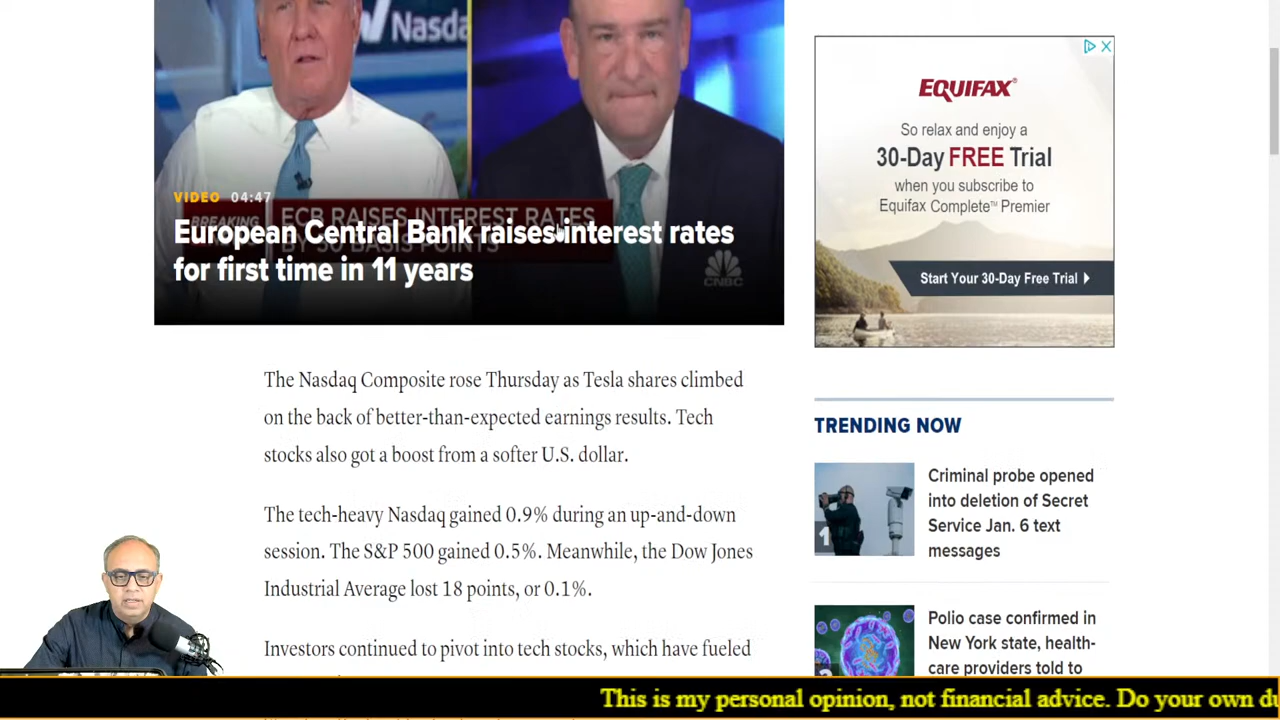 Nasda
VIDEO 04:47
BREAKING
ECB RAISES INTEREST RATES
BY 50 BASIS POINTS
European Central Bank raises interest rates
for first time in 11 years
CNBC
The Nasdaq Composite rose Thursday as Tesla shares climbed
on the back of better-than-expected earnings results. Tech
stocks also got a boost from a softer U.S. dollar.
The tech-heavy Nasdaq gained 0.9% during an up-and-down
session. The S&P 500 gained 0.5%. Meanwhile, the Dow Jones
Industrial Average lost 18 points, or 0.1%.
Investors continued to pivot into tech stocks, which have fueled
EQUIFAX®
So relax and enjoy a
30-Day FREE Trial
when you subscribe to
Equifax Complete™ Premier
Start Your 30-Day Free Trial
TRENDING NOW
1
Criminal probe opened
into deletion of Secret
Service Jan. 6 text
messages
Polio case confirmed in
New York state, health-
care providers told to
This is my personal opinion, not financial advice. Do your own du